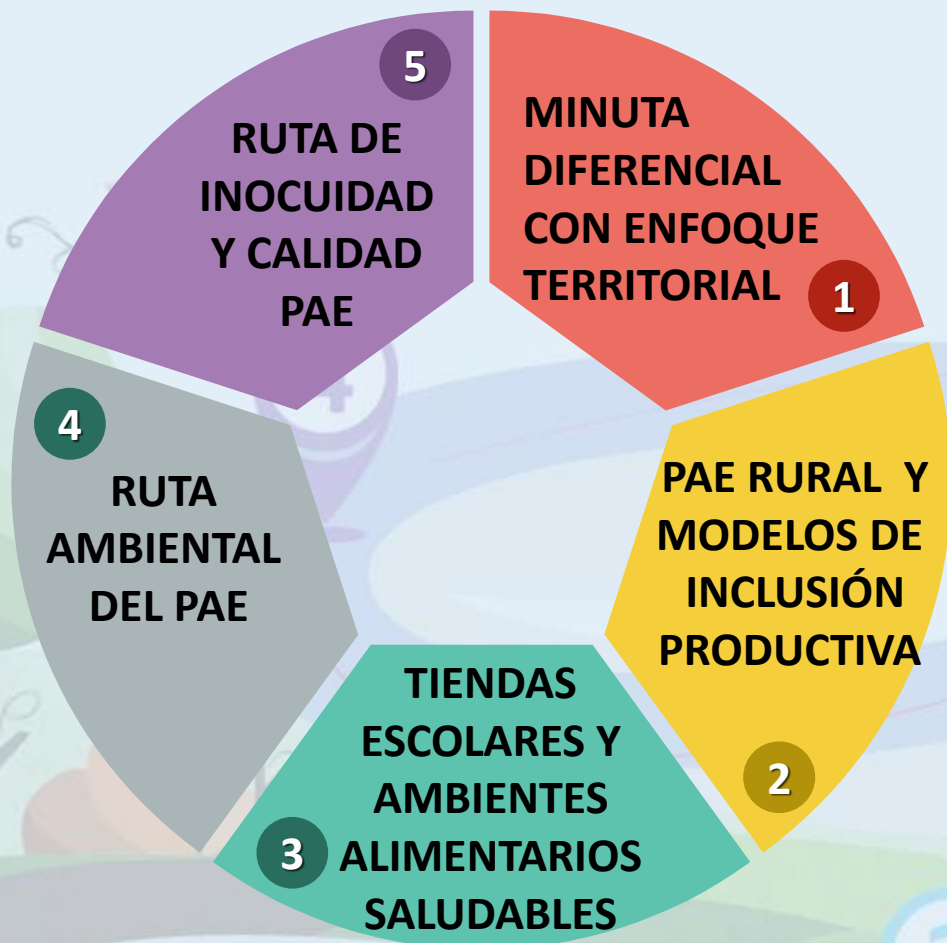 MINUTA
DIFERENCIAL
CON ENFOQUE
TERRITORIAL
1
PAE RURAL Y
MODELOS DE
INCLUSIÓN
PRODUCTIVA
2
TIENDAS
ESCOLARES Y
AMBIENTES
3 ALIMENTARIOS
SALUDABLES
4
RUTA
AMBIENTAL
DEL PAE
5
RUTA DE
INOCUIDAD
Y CALIDAD
PAE